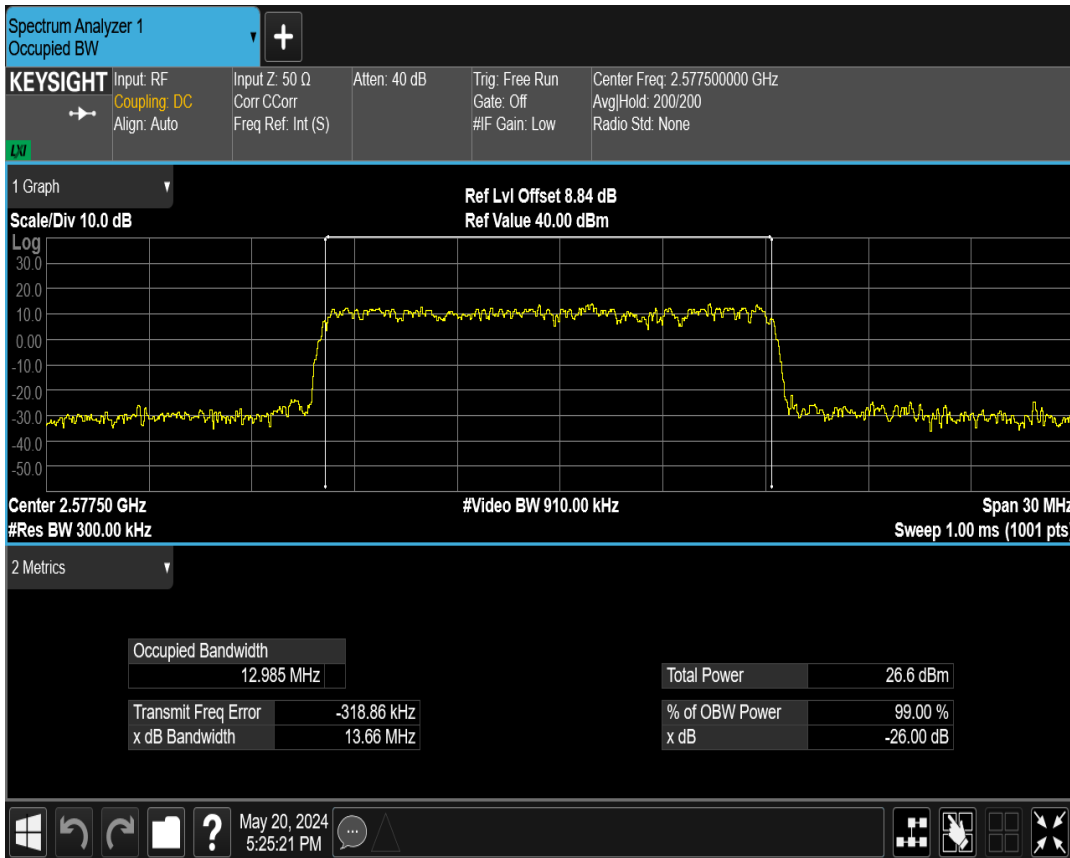 Spectrum Analyzer 1
Occupied BW
KEYSIGHT
LXI
Input: RF
Coupling: DC
Align: Auto
Input Z: 50 Ω
Corr CCorr
Freq Ref: Int (S)
Atten: 40 dB
Trig: Free Run
Gate: Off
#IF Gain: Low
Center Freq: 2.577500000 GHz
Avg|Hold: 200/200
Radio Std: None
1 Graph
Scale/Div 10.0 dB
Ref Lvl Offset 8.84 dB
Ref Value 40.00 dBm
Log
30.0
20.0
10.0
0.00
-10.0
-20.0
-30.0
-40.0
-50.0
Center 2.57750 GHz
#Res BW 300.00 kHz
#Video BW 910.00 kHz
Span 30 MHz
Sweep 1.00 ms (1001 pts)
2 Metrics
Occupied Bandwidth
12.985 MHz
Transmit Freq Error -318.86 kHz
x dB Bandwidth 13.66 MHz
Total Power 26.6 dBm
% of OBW Power 99.00 %
x dB -26.00 dB
?
May 20, 2024
5:25:21 PM